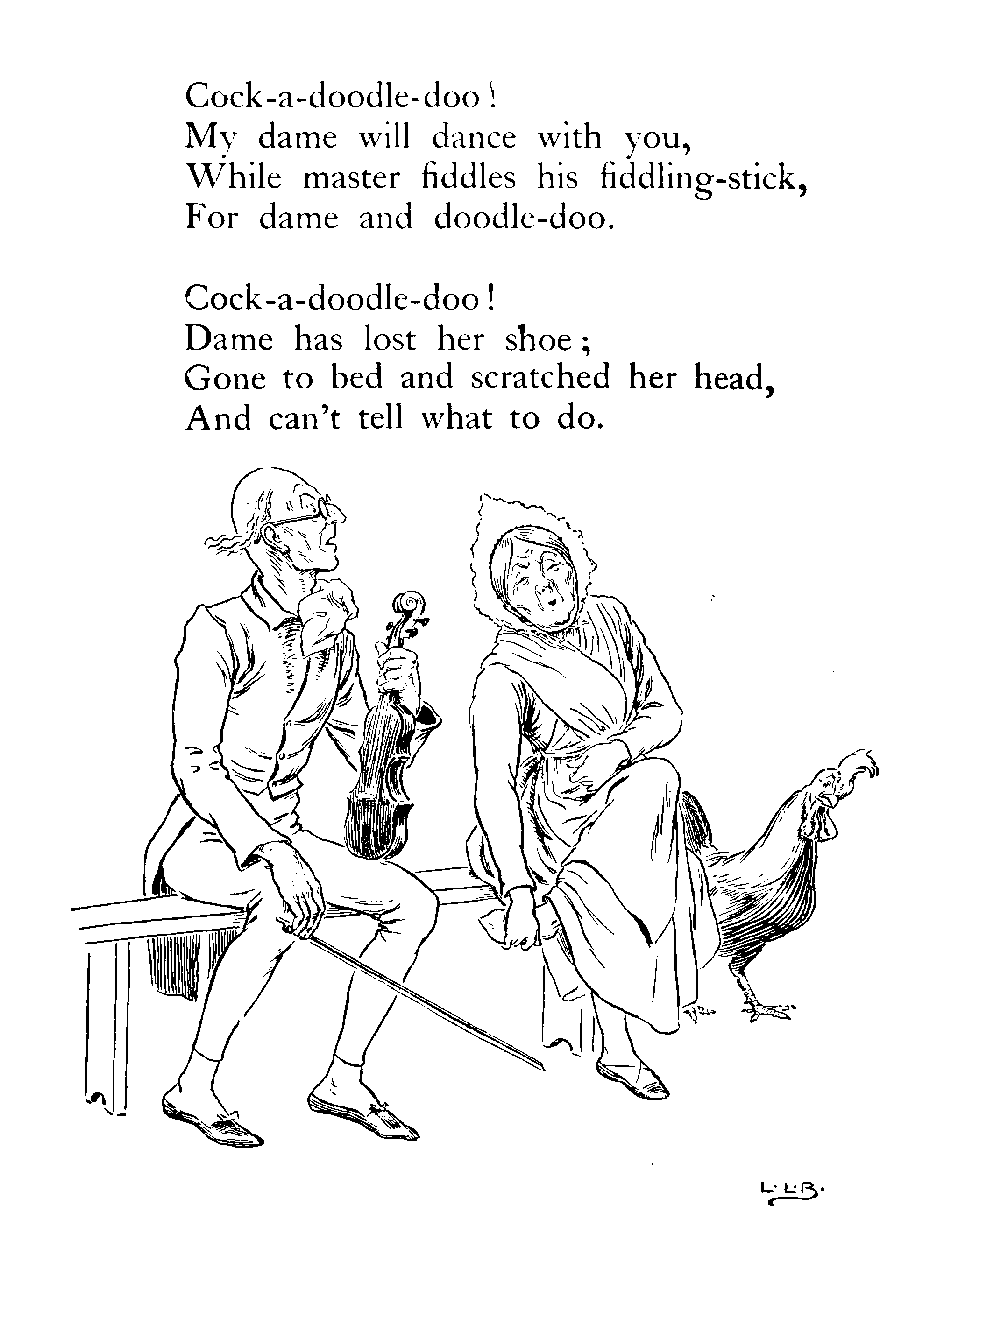 Cock-a-doodle-doo!
My dame will dance with you,
While master fiddles his fiddling-stick,
For dame and doodle-doo.

Cock-a-doodle-doo!
Dame has lost her shoe;
Gone to bed and scratched her head,
And can't tell what to do.

L.L.B.